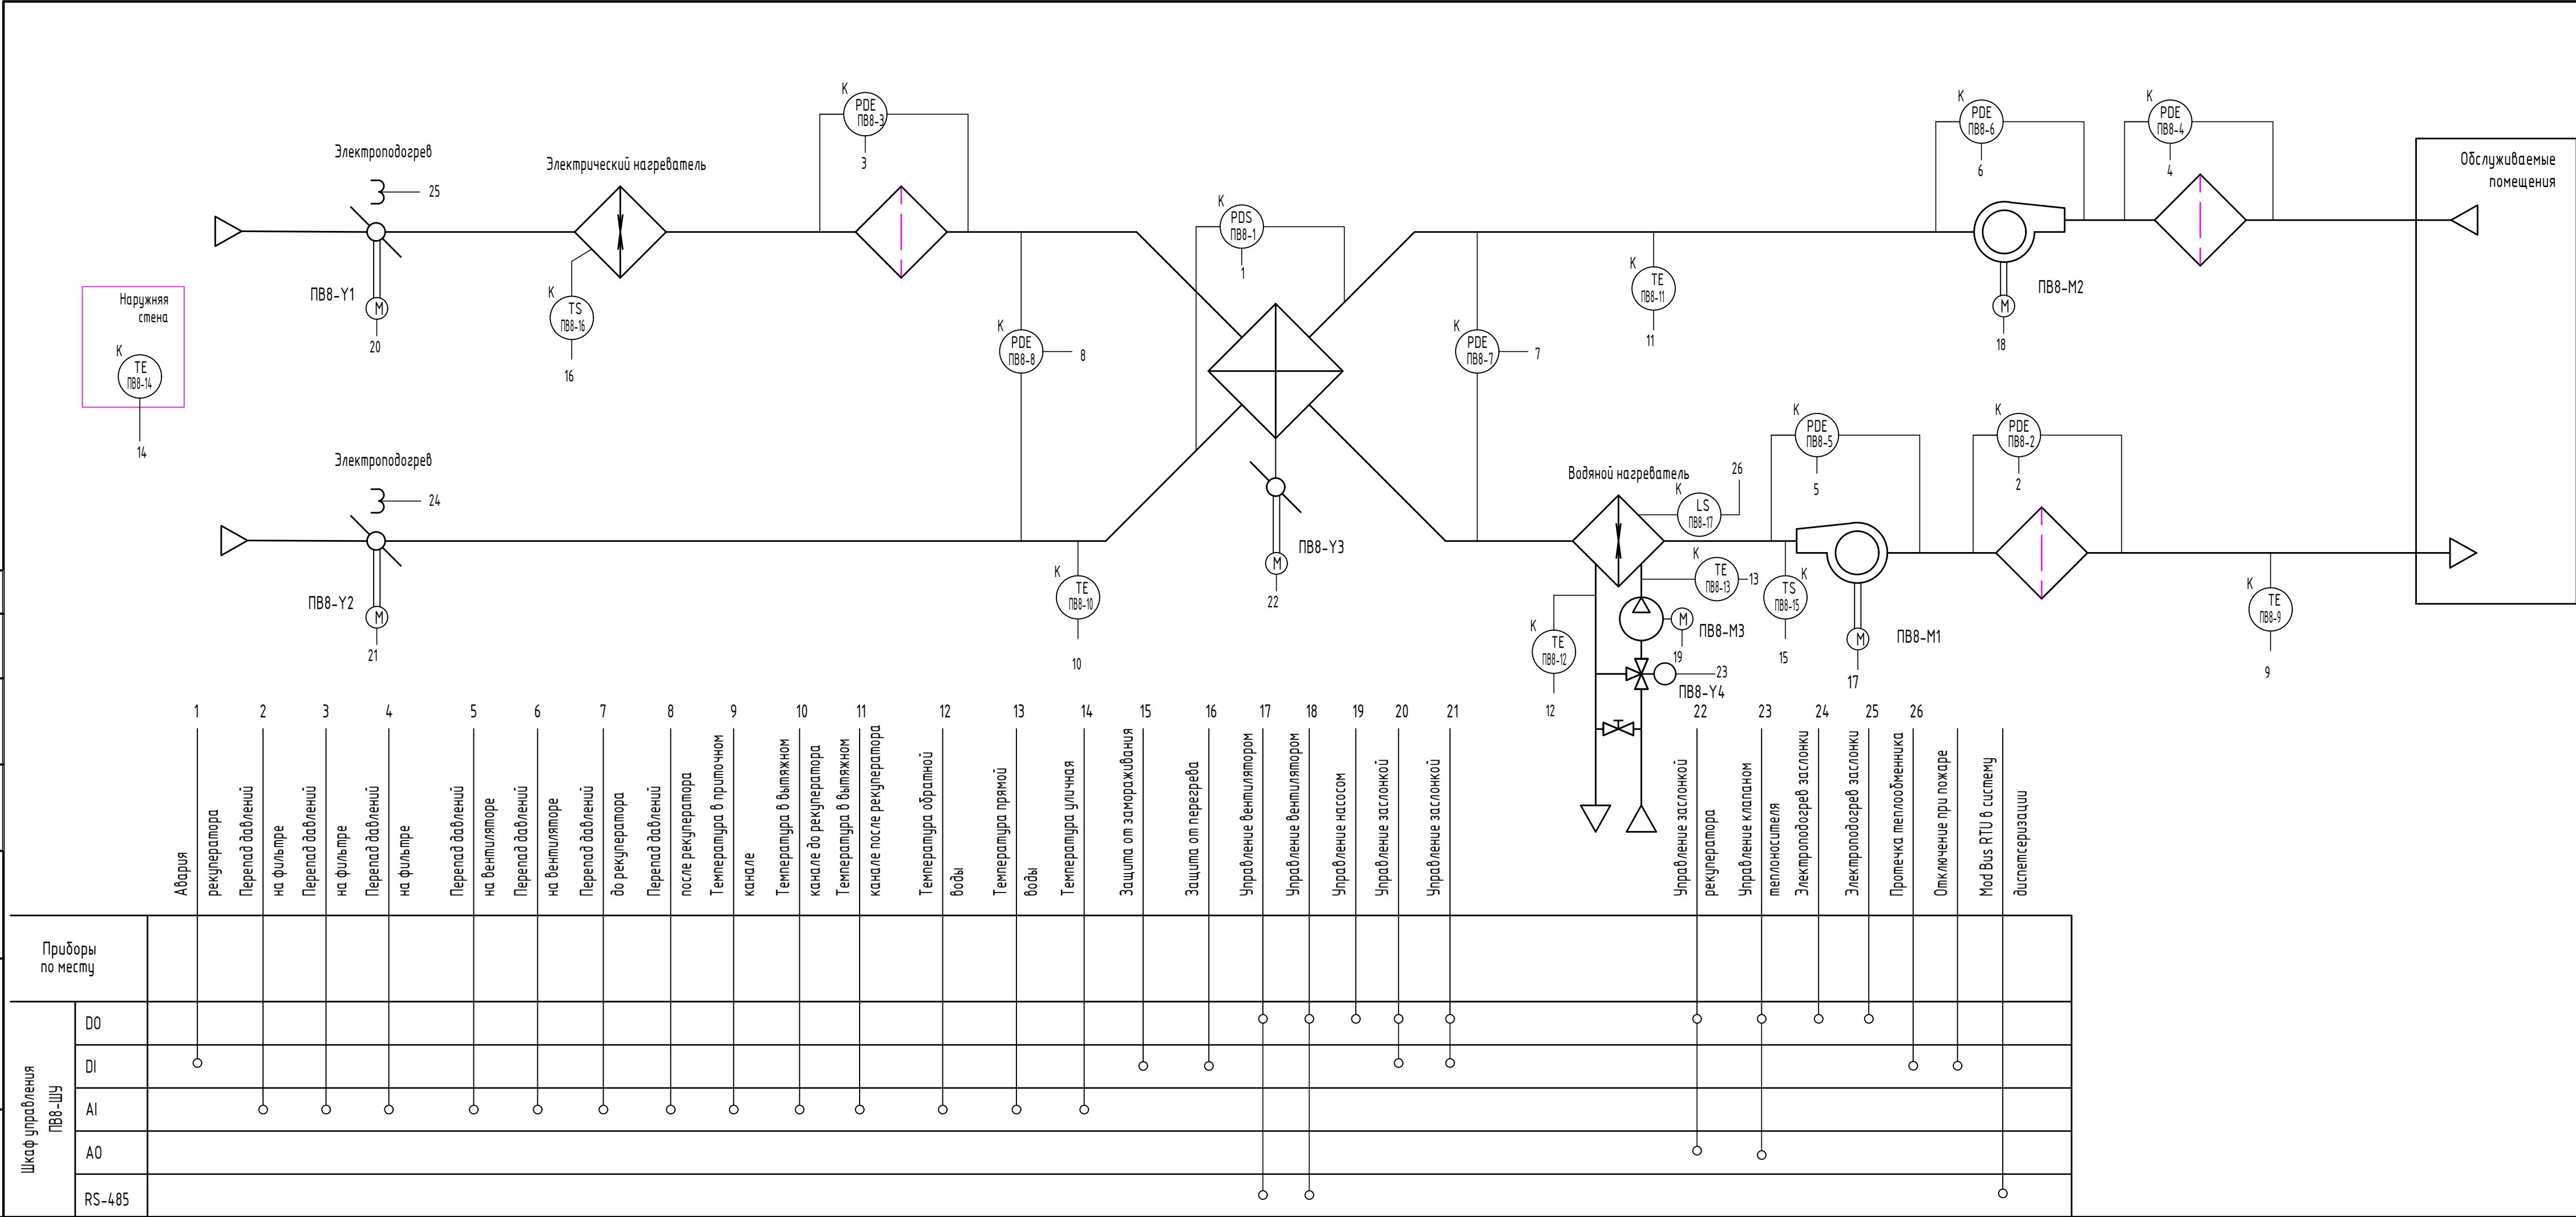 Электроподогрев
25
ПВ8-Y1
М
20
Электрический нагреватель
К
TS
ПВ8-16
16
К
PDE
ПВ8-3
3
Наружняя
стена
К
TE
ПВ8-14
14
Электроподогрев
24
ПВ8-Y2
М
21
К
PDE
ПВ8-8
8
К
TE
ПВ8-10
10
К
PDS
ПВ8-1
1
ПВ8-Y3
М
22
К
PDE
ПВ8-7
7
К
TE
ПВ8-11
11
К
PDE
ПВ8-6
6
К
PDE
ПВ8-4
4
ПВ8-М2
М
18
Обслуживаемые
помещения
Водяной нагреватель
26
К
LS
ПВ8-17
К
TE
ПВ8-13
13
К
TE
ПВ8-12
12
М
ПВ8-М3
19
23
ПВ8-Y4
К
TS
ПВ8-15
15
К
PDE
ПВ8-5
5
К
PDE
ПВ8-2
2
ПВ8-М1
М
17
К
TE
ПВ8-9
9
1
2
3
4
5
6
7
8
9
10
11
12
13
14
15
16
17
18
19
20
21
22
23
24
25
26
Авария
рекуператора
Перепад давлений
на фильтре
Перепад давлений
на фильтре
Перепад давлений
на фильтре
Перепад давлений
на вентиляторе
Перепад давлений
на вентиляторе
Перепад давлений
до рекуператора
Перепад давлений
после рекуператора
Температура в приточном
канале
Температура в вытяжном
канале до рекуператора
Температура в вытяжном
канале после рекуператора
Температура обратной
воды
Температура прямой
воды
Температура уличная
Защита от замораживания
Защита от перегрева
Управление вентилятором
Управление вентилятором
Управление насосом
Управление заслонкой
Управление заслонкой
Управление заслонкой
рекуператора
Управление клапаном
теплоносителя
Электроподогрев заслонки
Электроподогрев заслонки
Протечка теплообменника
Отключение при пожаре
Mod Bus RTU в систему
диспетсеризации
Приборы
по месту
Шкаф управления
ПВ8-ШУ
DO
DI
AI
AO
RS-485